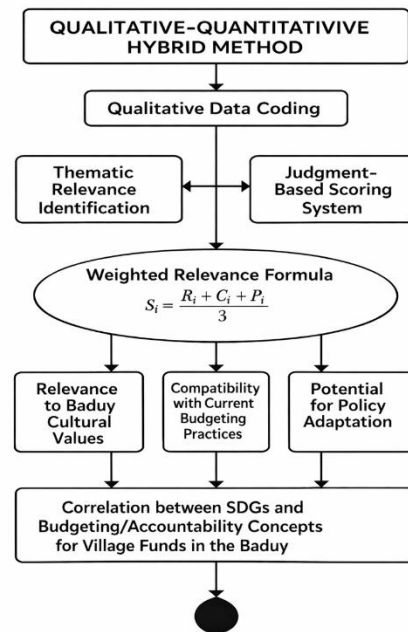 QUALITATIVE–QUANTITATIVIVE
HYBRID METHOD
Qualitative Data Coding
Thematic
Relevance
Identification
Judgment–
Based Scoring
System
Weighted Relevance Formula
S_i = (R_i + C_i + P_i) / 3
Relevance
to Baduy
Cultural
Values
Compatibility
with Current
Budgeting
Practices
Potential
for Policy
Adaptation
Correlation between SDGs and
Budgeting/Accountability Concepts
for Village Funds in the Baduy